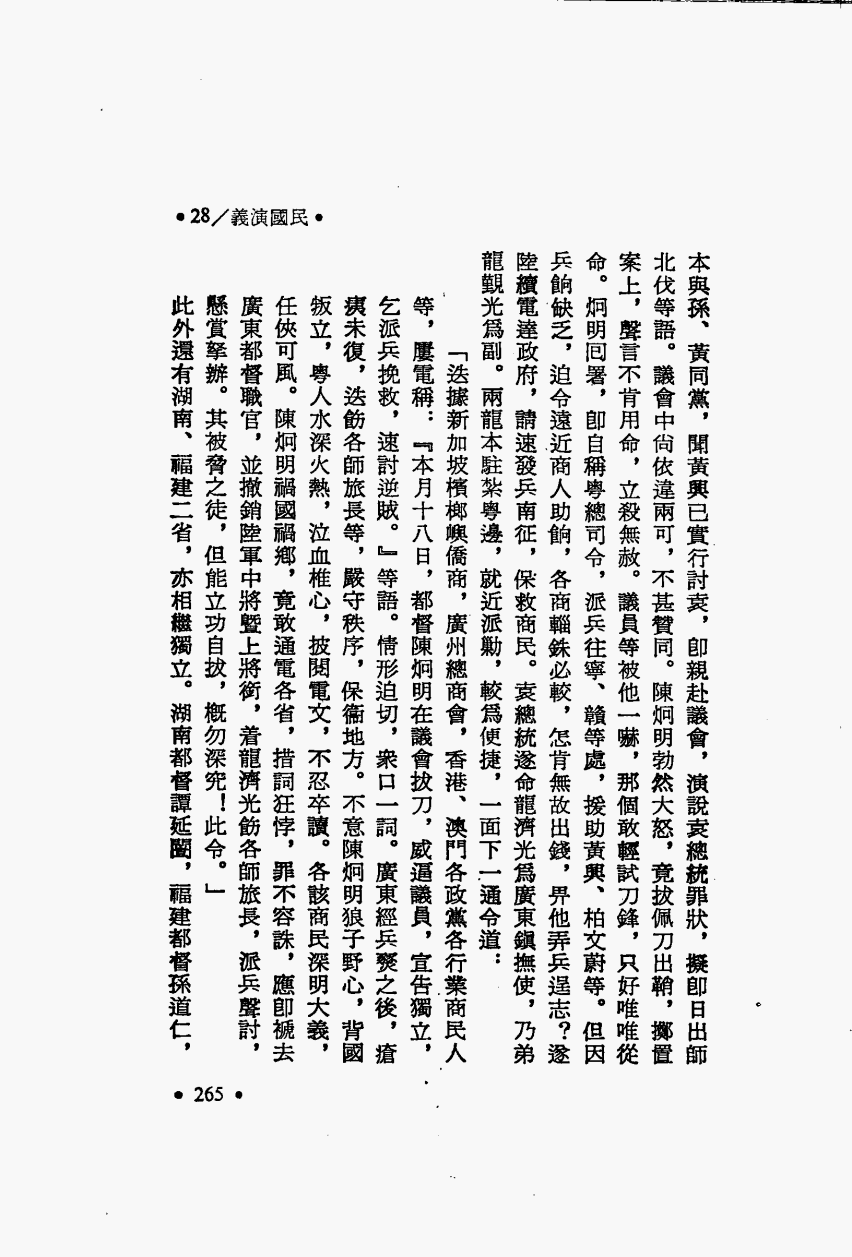 •28／義演國民•
本與孫、黃同黨，聞黃興已實行討袁，卽親赴議會，演說袁總統罪狀，擬卽日出師
北伐等語。議會中尙依違兩可，不甚贊同。陳炯明勃然大怒，竟拔佩刀出鞘，擲置
案上，聲言不肯用命，立殺無赦。議員等被他一嚇，那個敢輕試刀鋒，只好唯唯從
命。炯明囘署，卽自稱粵總司令，派兵往寧、贛等處，援助黃興、柏文蔚等。但因
兵餉缺乏，迫令遠近商人助餉，各商輜銖必較，怎肯無故出錢，畀他弄兵逞志？遂
陸續電達政府，請速發兵南征，保救商民。袁總統遂命龍濟光爲廣東鎭撫使，乃弟
龍覲光爲副。兩龍本駐紮粵邊，就近派勦，較爲便捷，一面下一通令道：
「迭據新加坡檳榔嶼僑商，廣州總商會，香港、澳門各政黨各行業商民人
等，屢電稱：『本月十八日，都督陳炯明在議會拔刀，威逼議員，宣告獨立，
乞派兵挽救，速討逆賊。』等語。情形迫切，衆口一詞。廣東經兵燹之後，瘡
痍未復，迭飭各師旅長等，嚴守秩序，保衞地方。不意陳炯明狼子野心，背國
叛立，粵人水深火熱，泣血椎心，披閱電文，不忍卒讀。各該商民深明大義，
任俠可風。陳炯明禍國禍鄉，竟敢通電各省，措詞狂悖，罪不容誅，應卽褫去
廣東都督職官，並撤銷陸軍中將暨上將銜，着龍濟光飭各師旅長，派兵聲討，
懸賞拏辦。其被脅之徒，但能立功自拔，槪勿深究！此令。」
此外還有湖南、福建二省，亦相繼獨立。湖南都督譚延闓，福建都督孫道仁，
•265•